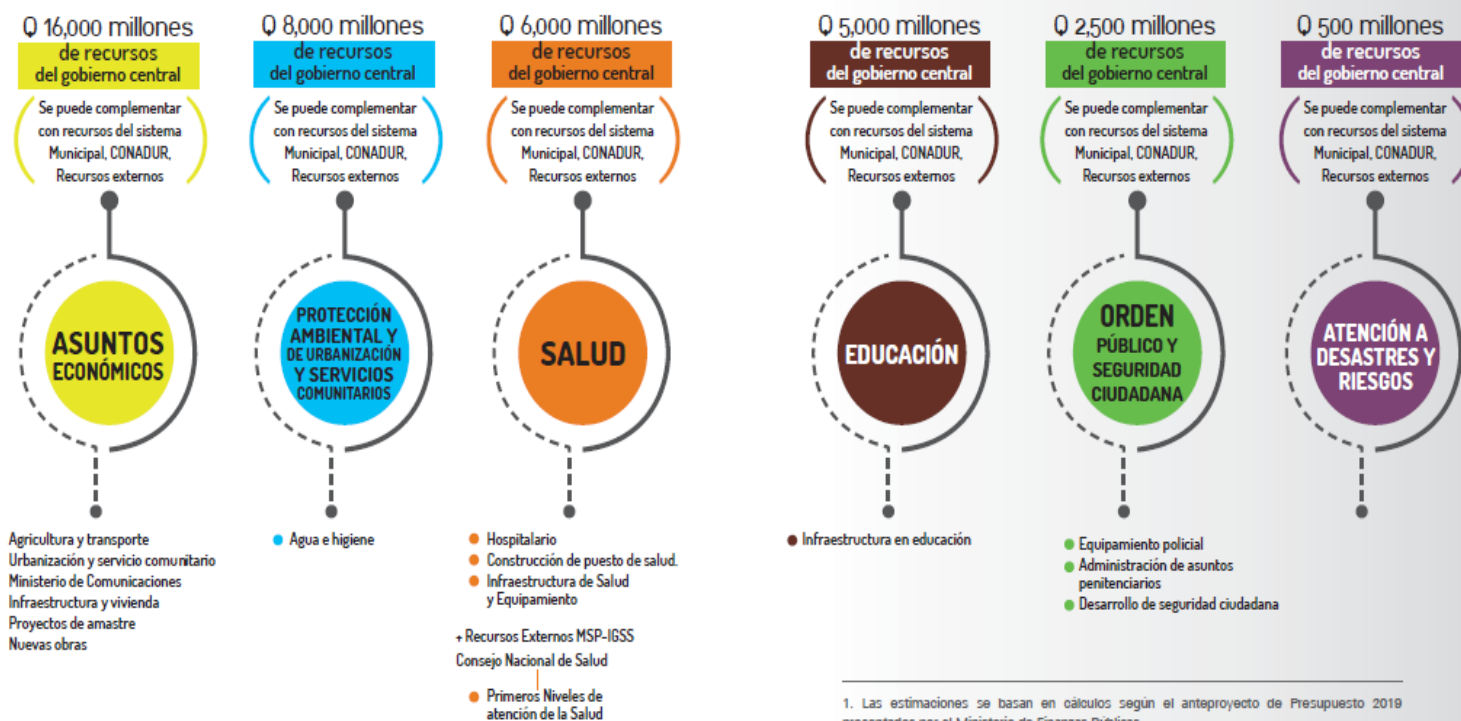 Q 16,000 millones
de recursos
del gobierno central
Se puede complementar
con recursos del sistema
Municipal, CONADUR,
Recursos externos
ASUNTOS
ECONÓMICOS
Agricultura y transporte
Urbanización y servicio comunitario
Ministerio de Comunicaciones
Infraestructura y vivienda
Proyectos de amastre
Nuevas obras
Q 8,000 millones
de recursos
del gobierno central
Se puede complementar
con recursos del sistema
Municipal, CONADUR,
Recursos externos
PROTECCIÓN
AMBIENTAL Y
DE URBANIZACIÓN
Y SERVICIOS
COMUNITARIOS
Agua e higiene
Q 6,000 millones
de recursos
del gobierno central
Se puede complementar
con recursos del sistema
Municipal, CONADUR,
Recursos externos
SALUD
Hospitalario
Construcción de puesto de salud.
Infraestructura de Salud
y Equipamiento
+ Recursos Externos MSP-IGSS
Consejo Nacional de Salud
Primeros Niveles de
atención de la Salud
Q 5,000 millones
de recursos
del gobierno central
Se puede complementar
con recursos del sistema
Municipal, CONADUR,
Recursos externos
EDUCACIÓN
Infraestructura en educación
Q 2,500 millones
de recursos
del gobierno central
Se puede complementar
con recursos del sistema
Municipal, CONADUR,
Recursos externos
ORDEN
PÚBLICO Y
SEGURIDAD
CIUDADANA
Equipamiento policial
Administración de asuntos
penitenciarios
Desarrollo de seguridad ciudadana
Q 500 millones
de recursos
del gobierno central
Se puede complementar
con recursos del sistema
Municipal, CONADUR,
Recursos externos
ATENCIÓN A
DESASTRES Y
RIESGOS
1. Las estimaciones se basan en cálculos según el anteproyecto de Presupuesto 2019
presentados por el Ministerio de Finanzas Públicas